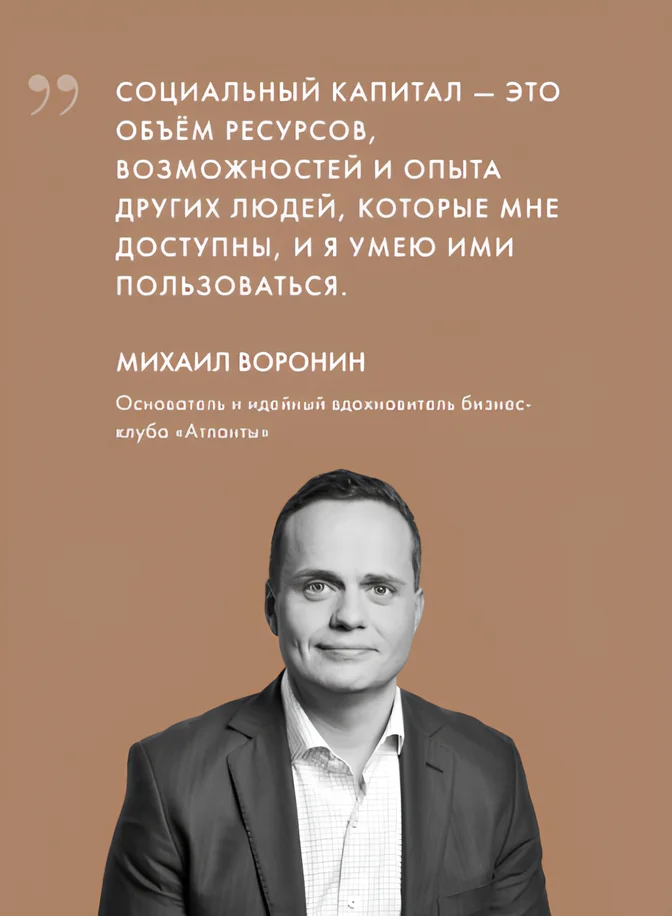 ”
СОЦИАЛЬНЫЙ КАПИТАЛ — ЭТО
ОБЪЁМ РЕСУРСОВ,
ВОЗМОЖНОСТЕЙ И ОПЫТА
ДРУГИХ ЛЮДЕЙ, КОТОРЫЕ МНЕ
ДОСТУПНЫ, И Я УМЕЮ ИМИ
ПОЛЬЗОВАТЬСЯ.
МИХАИЛ ВОРОНИН
Основатель и идейный вдохновитель бизнес-
клуба «Атланты»